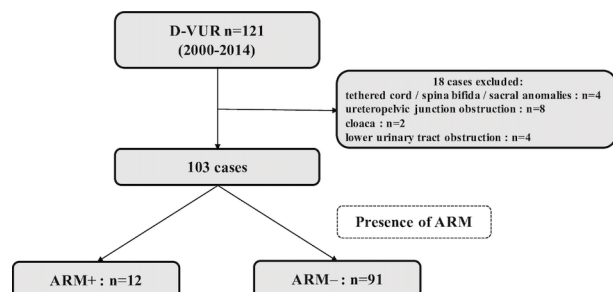 D-VUR n=121
(2000-2014)
18 cases excluded:
tethered cord / spina bifida / sacral anomalies : n=4
ureteropelvic junction obstruction : n=8
cloaca : n=2
lower urinary tract obstruction : n=4
103 cases
Presence of ARM
ARM+ : n=12
ARM− : n=91